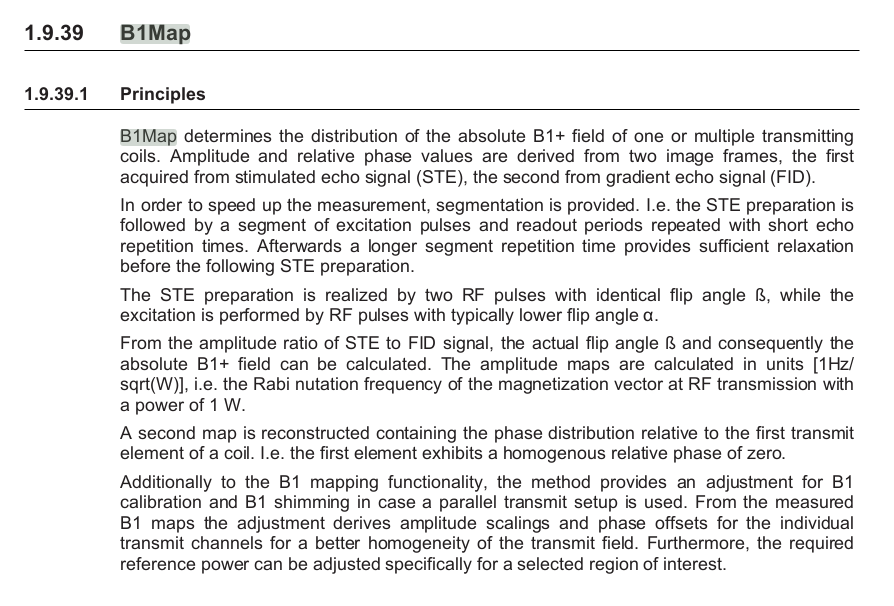 1.9.39 B1Map
1.9.39.1 Principles
B1Map determines the distribution of the absolute B1+ field of one or multiple transmitting
coils. Amplitude and relative phase values are derived from two image frames, the first
acquired from stimulated echo signal (STE), the second from gradient echo signal (FID).
In order to speed up the measurement, segmentation is provided. I.e. the STE preparation is
followed by a segment of excitation pulses and readout periods repeated with short echo
repetition times. Afterwards a longer segment repetition time provides sufficient relaxation
before the following STE preparation.
The STE preparation is realized by two RF pulses with identical flip angle ß, while the
excitation is performed by RF pulses with typically lower flip angle α.
From the amplitude ratio of STE to FID signal, the actual flip angle ß and consequently the
absolute B1+ field can be calculated. The amplitude maps are calculated in units [1Hz/
sqrt(W)], i.e. the Rabi nutation frequency of the magnetization vector at RF transmission with
a power of 1 W.
A second map is reconstructed containing the phase distribution relative to the first transmit
element of a coil. I.e. the first element exhibits a homogenous relative phase of zero.
Additionally to the B1 mapping functionality, the method provides an adjustment for B1
calibration and B1 shimming in case a parallel transmit setup is used. From the measured
B1 maps the adjustment derives amplitude scalings and phase offsets for the individual
transmit channels for a better homogeneity of the transmit field. Furthermore, the required
reference power can be adjusted specifically for a selected region of interest.